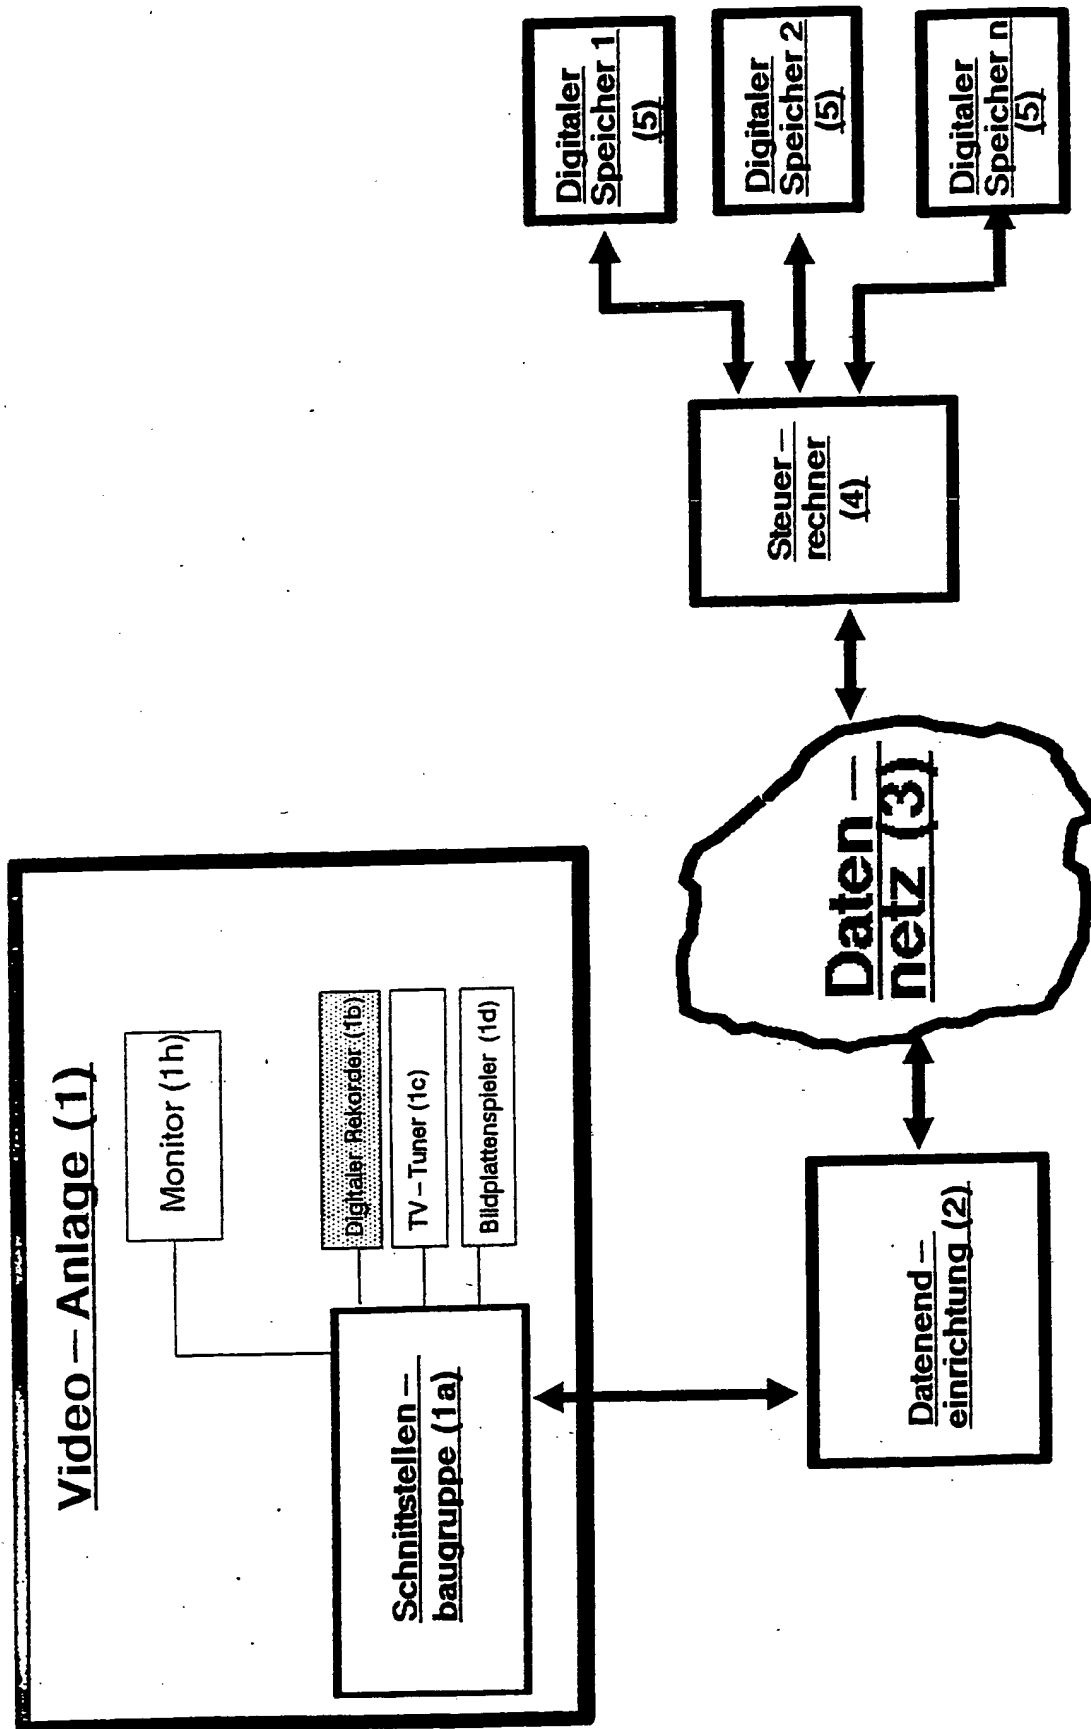 Video – Anlage (1)
Monitor (1h)
Schnittstellen –
baugruppe (1a)
Digitaler Rekorder (1b)
TV – Tuner (1c)
Bildplattenspieler (1d)
Datenend –
einrichtung (2)
Daten –
netz (3)
Steuer –
rechner
(4)
Digitaler
Speicher 1
(5)
Digitaler
Speicher 2
(5)
Digitaler
Speicher n
(5)